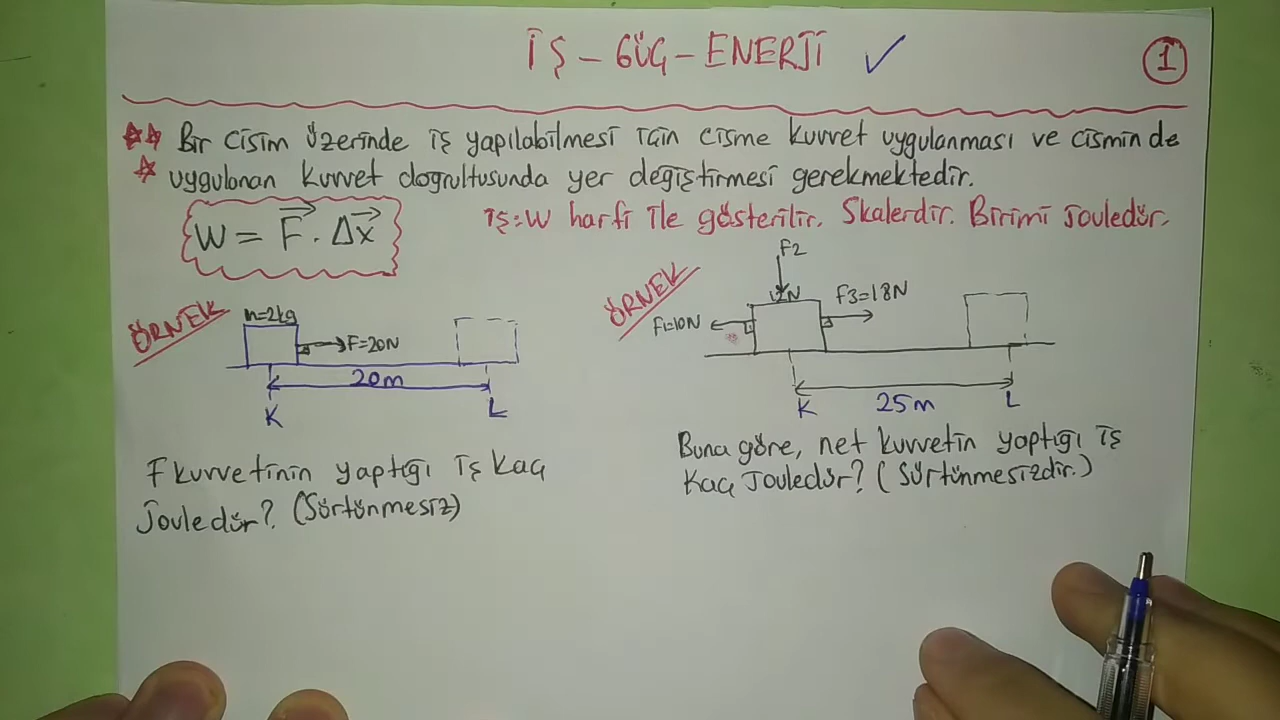 İŞ - GÜÇ - ENERJİ ✓
1
** Bir cisim üzerinde iş yapılabilmesi için cisme kuvvet uygulanması ve cismin de
* uygulanan kuvvet doğrultusunda yer değiştirmesi gerekmektedir.
W = F . Δx
İş = W harfi ile gösterilir. Skalerdir. Birimi Jouledür.
ÖRNEK
m=2kg
F=20N
20m
K
L
F kuvvetinin yaptığı iş kaç
Jouledür? (Sürtünmesiz)
ÖRNEK
F2
F1=10N
F3=18N
25m
K
L
Buna göre, net kuvvetin yaptığı iş
kaç Jouledür? (Sürtünmesizdir.)